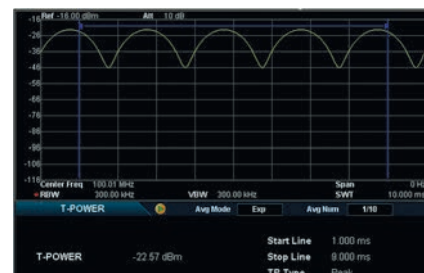 Ref -16.00 dBm Att 10 dB
-16
-26
-36
-46
-56
-66
-76
-86
-96
-106
-116
Center Freq 100.01 MHz Span 0 Hz
RBW 300.00 kHz VBW 300.00 kHz SWT 10.000 ms
T-POWER Avg Mode Exp Avg Num 1/10
Start Line 1.000 ms
T-POWER -22.57 dBm Stop Line 9.000 ms
TP Type Peak